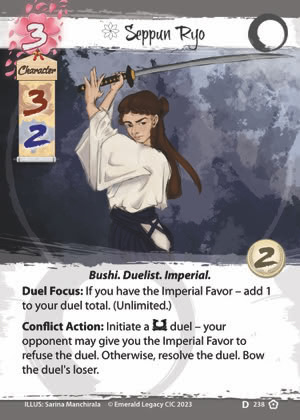 3
Seppun Ryo
Character
3
2
2
Bushi. Duelist. Imperial.
Duel Focus: If you have the Imperial Favor – add 1
to your duel total. (Unlimited.)
Conflict Action: Initiate a duel – your
opponent may give you the Imperial Favor to
refuse the duel. Otherwise, resolve the duel. Bow
the duel's loser.
ILLUS: Sarina Manchirala © Emerald Legacy CIC 2023 D 238